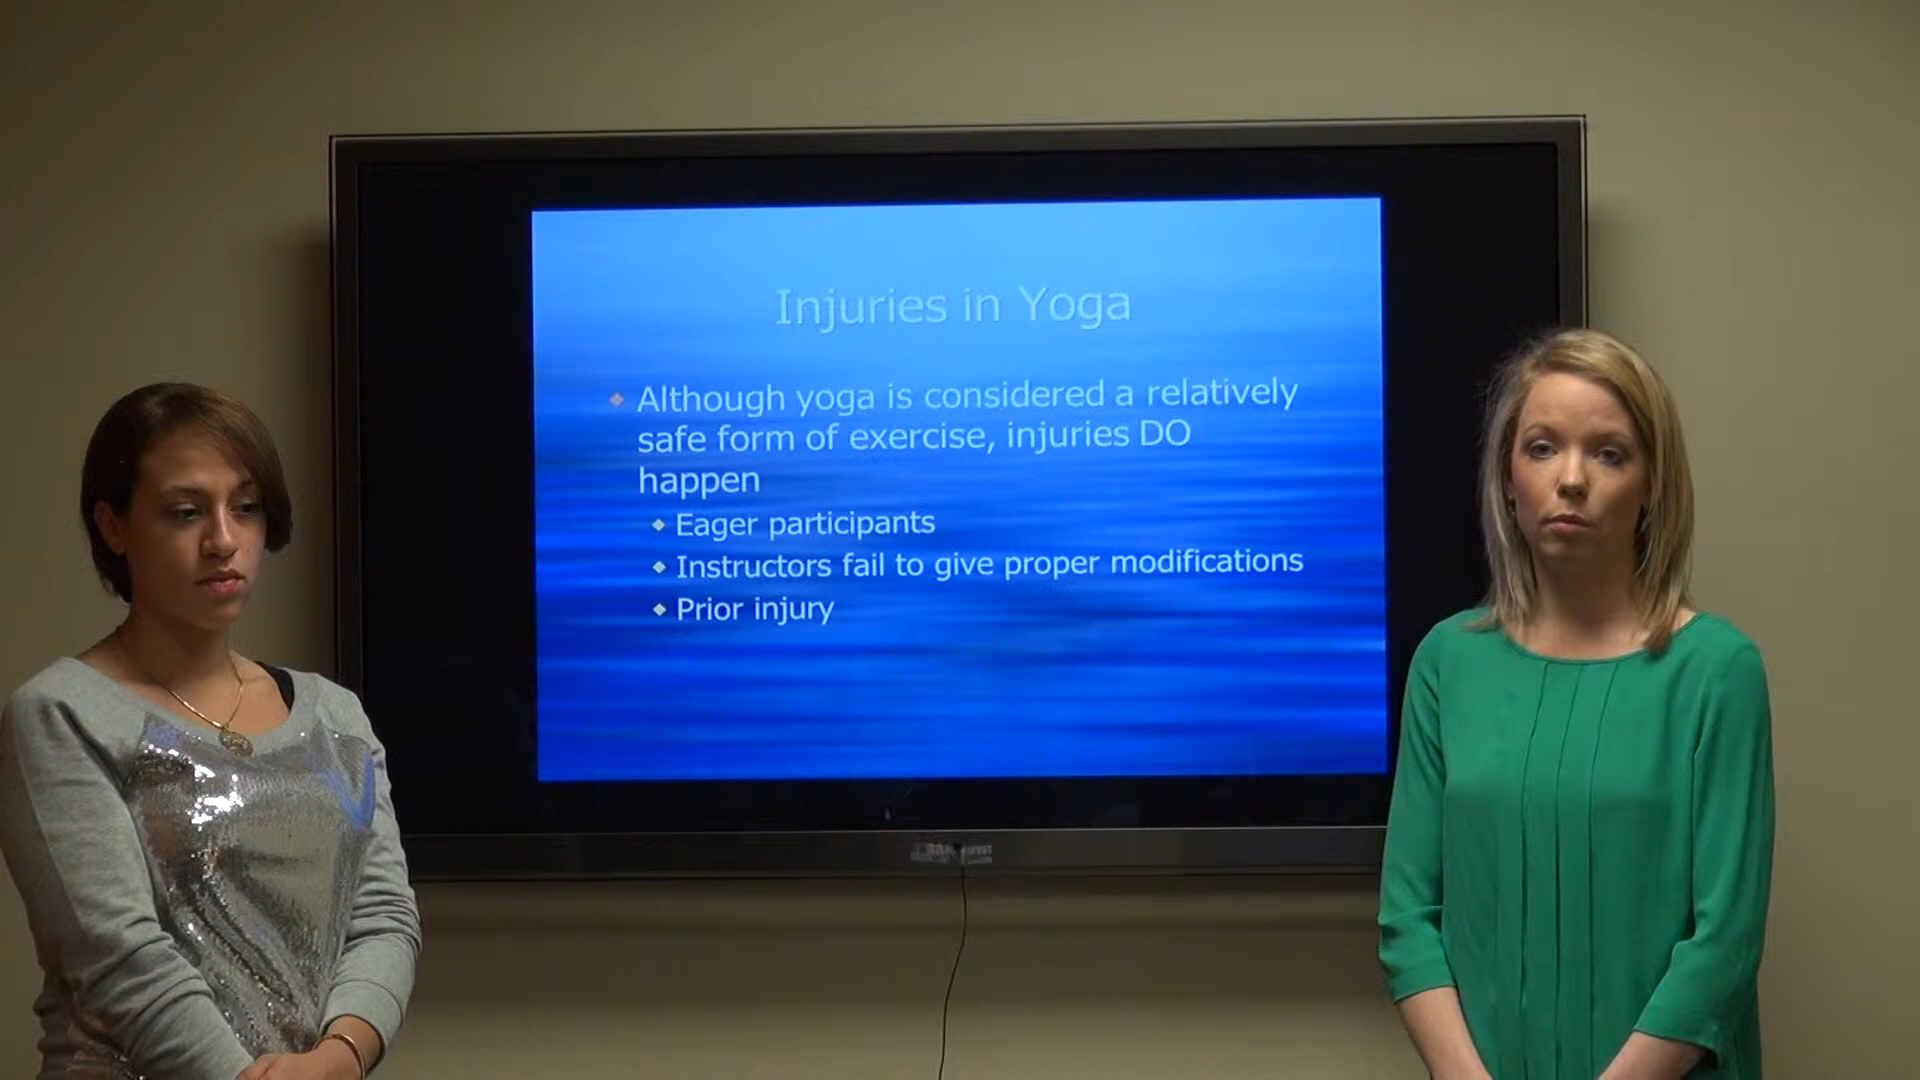 Injuries in Yoga
Although yoga is considered a relatively
safe form of exercise, injuries DO
happen
Eager participants
Instructors fail to give proper modifications
Prior injury